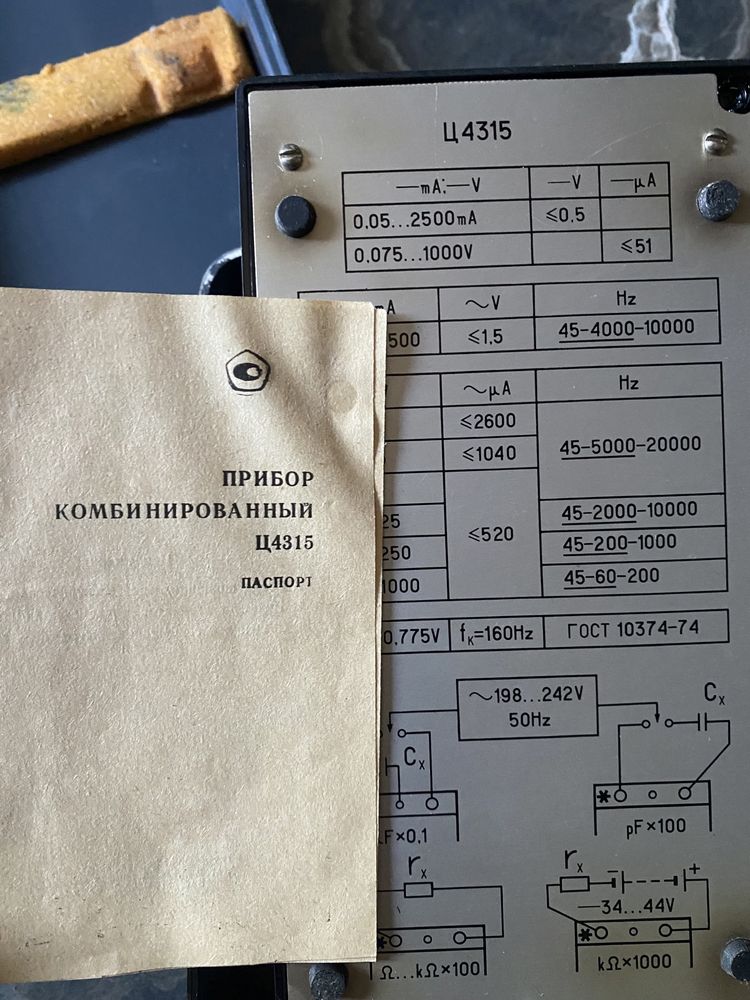 Ц4315
—mA;—V —V —μA
0,05...2500mA ≤0.5
0,075...1000V ≤51
mA ~V Hz
500 ≤1,5 45-4000-10000
~μA Hz
≤2600 45-5000-20000
≤1040
25 ≤520 45-2000-10000
250 45-200-1000
1000 45-60-200
0,775V fк=160Hz ГОСТ 10374-74
ПРИБОР
КОМБИНИРОВАННЫЙ
Ц4315
ПАСПОРТ
~198...242V
50Hz
Cx
Cx
* pF×100
F×0.1
rx
rx
− +
—34...44V
* Ω...kΩ×100
* kΩ×1000